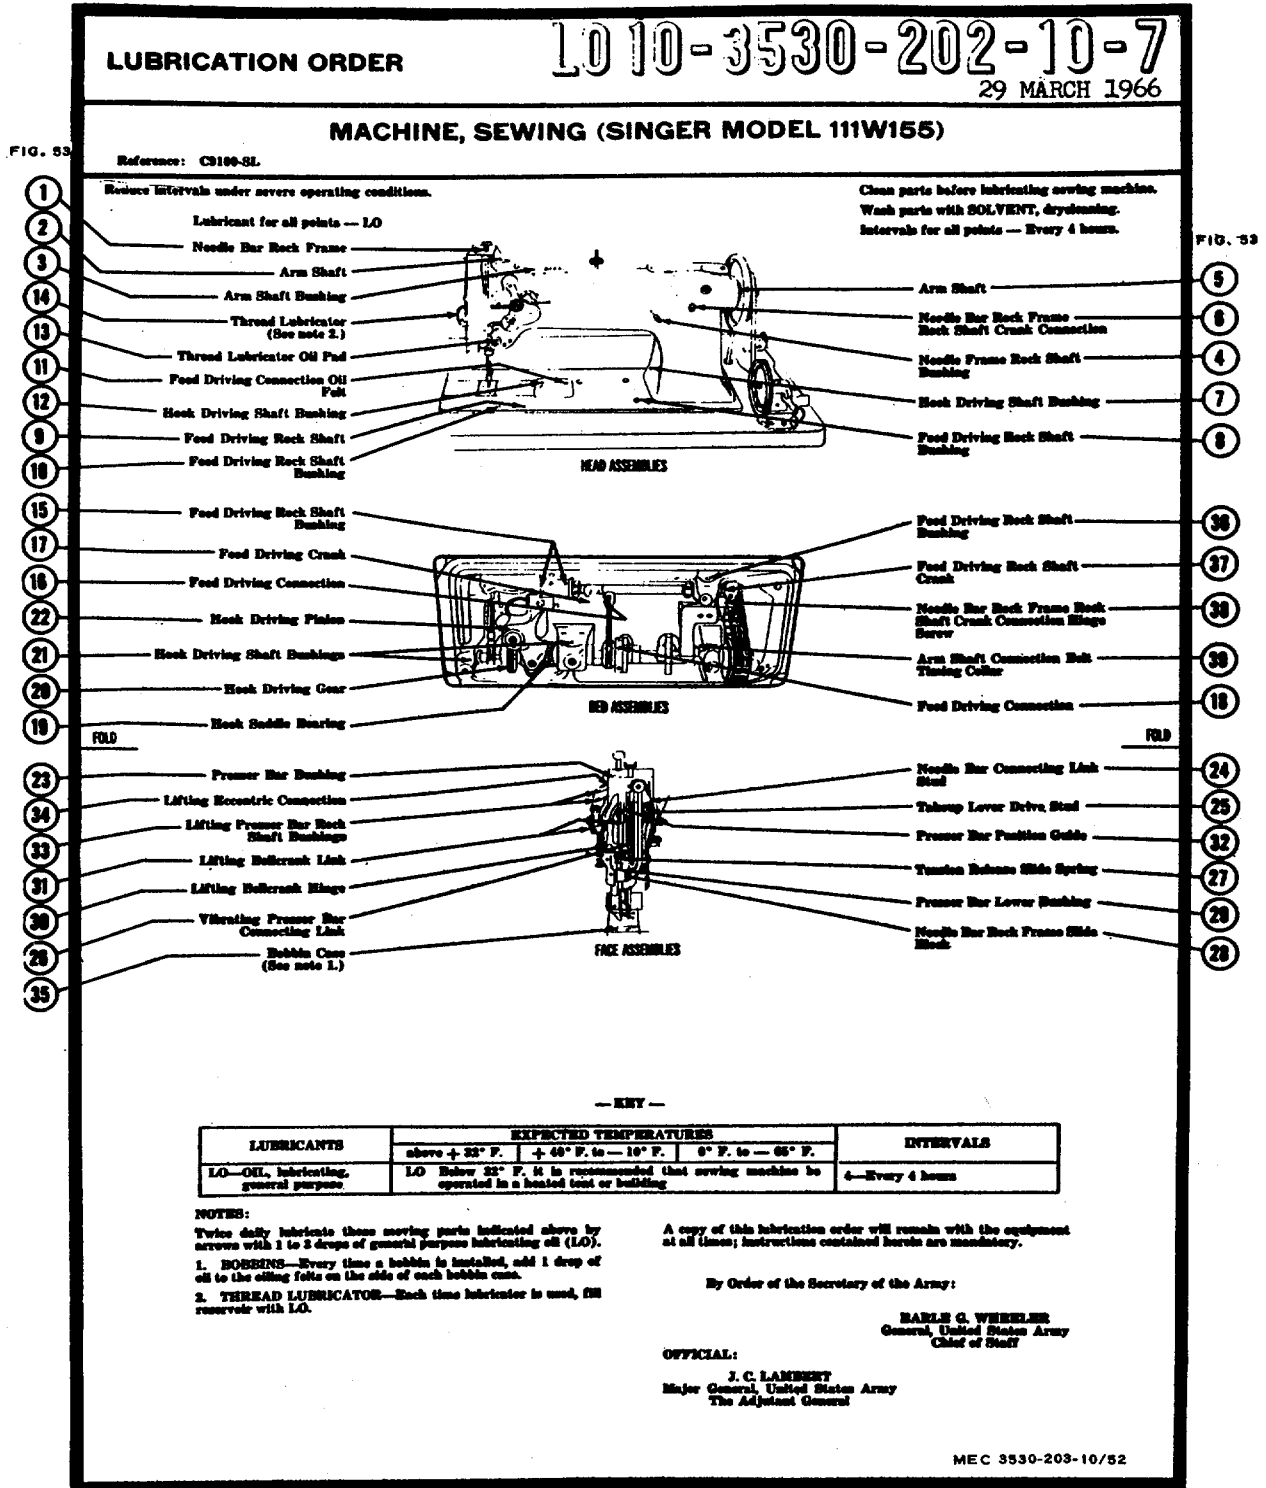 LUBRICATION ORDER
LO 10-3530-202-10-7
29 MARCH 1966
MACHINE, SEWING (SINGER MODEL 111W155)
FIG. 53
Reference: C9100-SL
Reduce intervals under severe operating conditions.
Lubricant for all points — LO
Clean parts before lubricating sewing machine.
Wash parts with SOLVENT, drycleaning.
Intervals for all points — Every 4 hours.
FIG. 53
1 Needle Bar Rock Frame
2 Arm Shaft
3 Arm Shaft Bushing
14 Thread Lubricator
(See note 2.)
13 Thread Lubricator Oil Pad
11 Feed Driving Connection Oil
Felt
12 Hook Driving Shaft Bushing
9 Feed Driving Rock Shaft
10 Feed Driving Rock Shaft
Bushing
Arm Shaft 5
Needle Bar Rock Frame 6
Rock Shaft Crank Connection
Needle Frame Rock Shaft 4
Bushing
Hook Driving Shaft Bushing 7
Feed Driving Rock Shaft 8
Bushing
HEAD ASSEMBLIES
15 Feed Driving Rock Shaft
Bushing
17 Feed Driving Crank
16 Feed Driving Connection
22 Hook Driving Pinion
21 Hook Driving Shaft Bushings
20 Hook Driving Gear
19 Hook Saddle Bearing
Feed Driving Rock Shaft 36
Bushing
Feed Driving Rock Shaft 37
Crank
Needle Bar Rock Frame Rock 38
Shaft Crank Connection Hinge
Screw
Arm Shaft Connection Belt 39
Timing Collar
Feed Driving Connection 18
BED ASSEMBLIES
FOLD
FOLD
23 Presser Bar Bushing
34 Lifting Eccentric Connection
33 Lifting Presser Bar Rock
Shaft Bushings
31 Lifting Bellcrank Link
30 Lifting Bellcrank Hinge
26 Vibrating Presser Bar
Connecting Link
35 Bobbin Case
(See note 1.)
Needle Bar Connecting Link 24
Stud
Takeup Lever Drive Stud 25
Presser Bar Position Guide 32
Tension Release Slide Spring 27
Presser Bar Lower Bushing 29
Needle Bar Rock Frame Slide 28
Block
FACE ASSEMBLIES
— KEY —
LUBRICANTS
EXPECTED TEMPERATURES
INTERVALS
above + 32° F. + 40° F. to — 10° F. 0° F. to — 65° F.
LO—OIL, lubricating,
general purpose
LO Below 32° F. it is recommended that sewing machine be
operated in a heated tent or building
4—Every 4 hours
NOTES:
Twice daily lubricate those moving parts indicated above by
arrows with 1 to 3 drops of general purpose lubricating oil (LO).
1. BOBBINS—Every time a bobbin is installed, add 1 drop of
oil to the oiling felts on the side of each bobbin case.
2. THREAD LUBRICATOR—Each time lubricator is used, fill
reservoir with LO.
A copy of this lubrication order will remain with the equipment
at all times; instructions contained herein are mandatory.
By Order of the Secretary of the Army:
EARLE G. WHEELER
General, United States Army
Chief of Staff
OFFICIAL:
J. C. LAMBERT
Major General, United States Army
The Adjutant General
MEC 3530-203-10/52